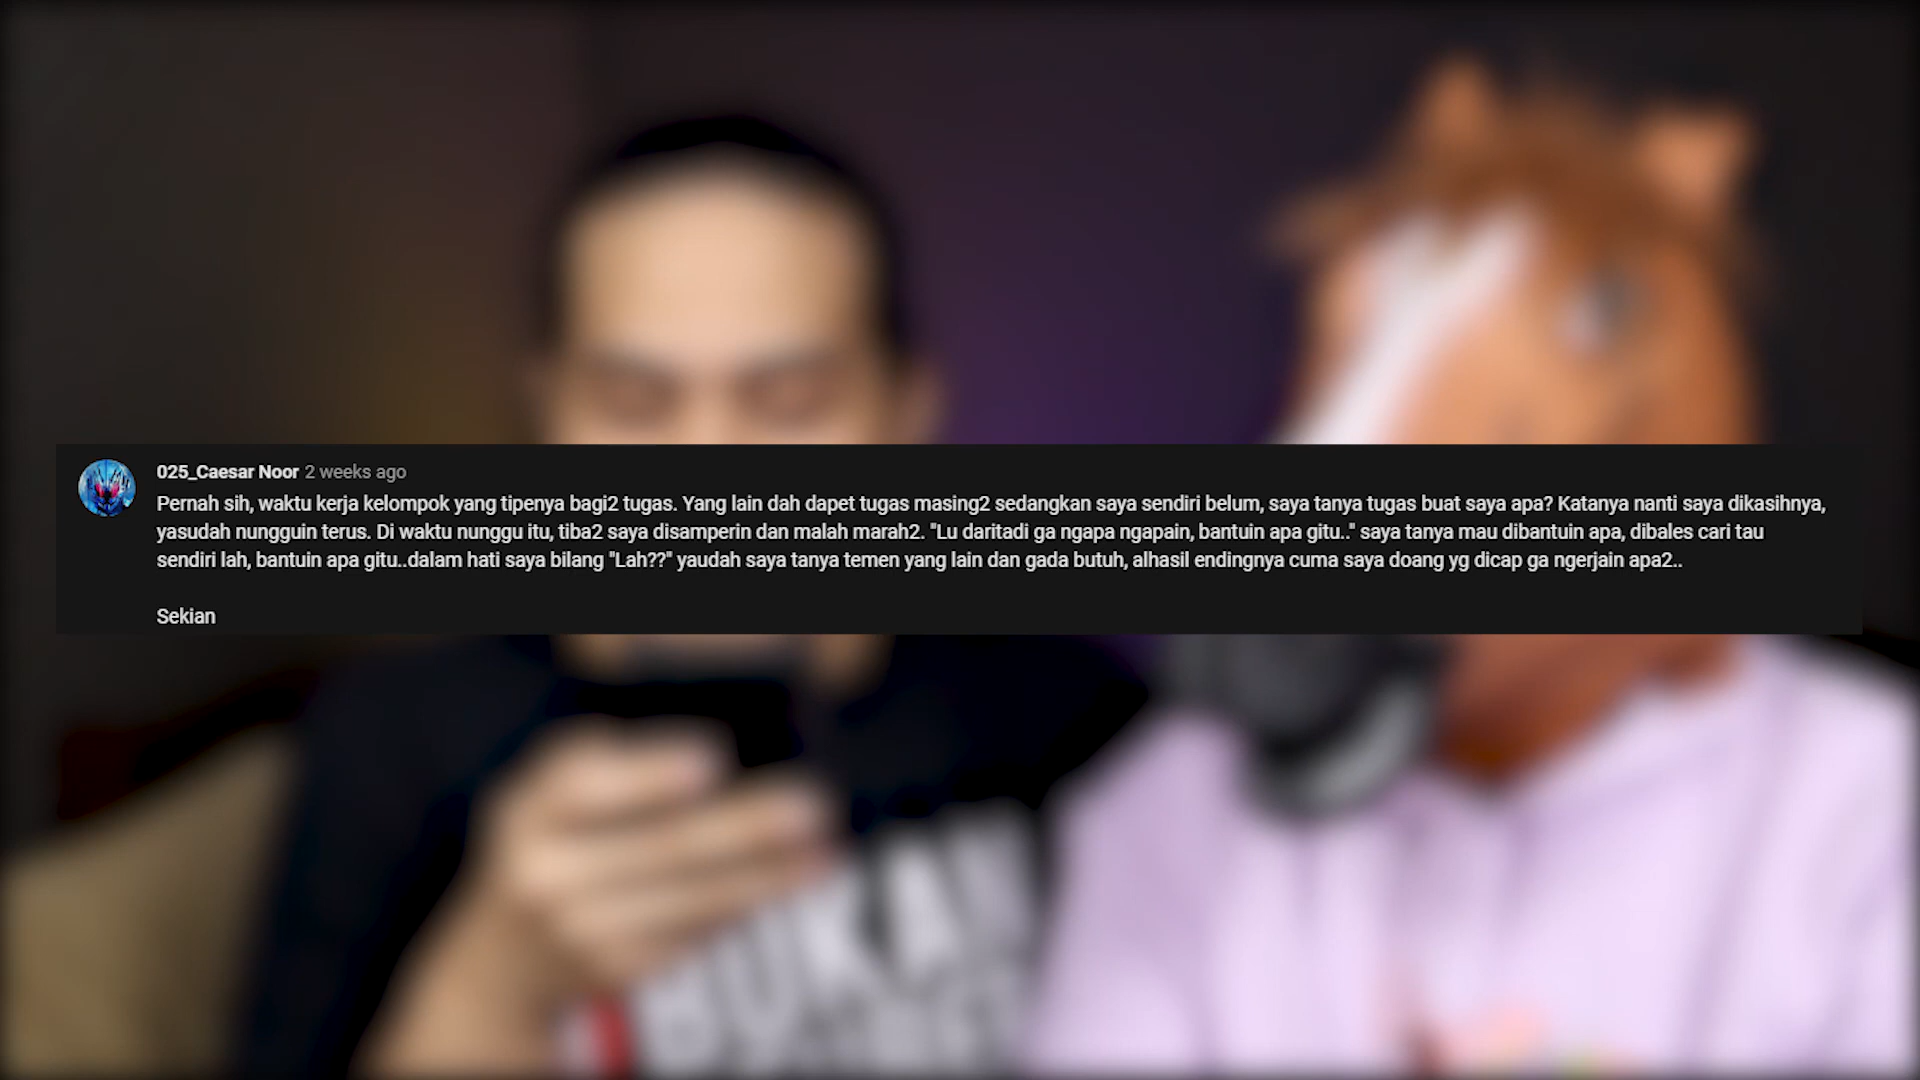 025_Caesar Noor 2 weeks ago
Pernah sih, waktu kerja kelompok yang tipenya bagi2 tugas. Yang lain dah dapet tugas masing2 sedangkan saya sendiri belum, saya tanya tugas buat saya apa? Katanya nanti saya dikasihnya,
yasudah nungguin terus. Di waktu nunggu itu, tiba2 saya disamperin dan malah marah2. "Lu daritadi ga ngapa ngapain, bantuin apa gitu.." saya tanya mau dibantuin apa, dibales cari tau
sendiri lah, bantuin apa gitu..dalam hati saya bilang "Lah??" yaudah saya tanya temen yang lain dan gada butuh, alhasil endingnya cuma saya doang yg dicap ga ngerjain apa2..
Sekian
BUKAN